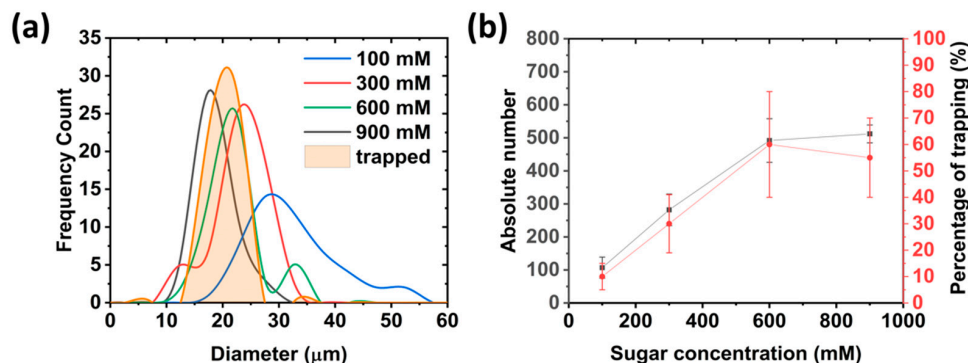 (a)
35
30
25
20
15
10
5
0
Frequency Count
0 10 20 30 40 50 60
Diameter (μm)
100 mM
300 mM
600 mM
900 mM
trapped
(b)
800
700
600
500
400
300
200
100
0
Absolute number
0 200 400 600 800 1000
Sugar concentration (mM)
100
90
80
70
60
50
40
30
20
10
0
Percentage of trapping (%)